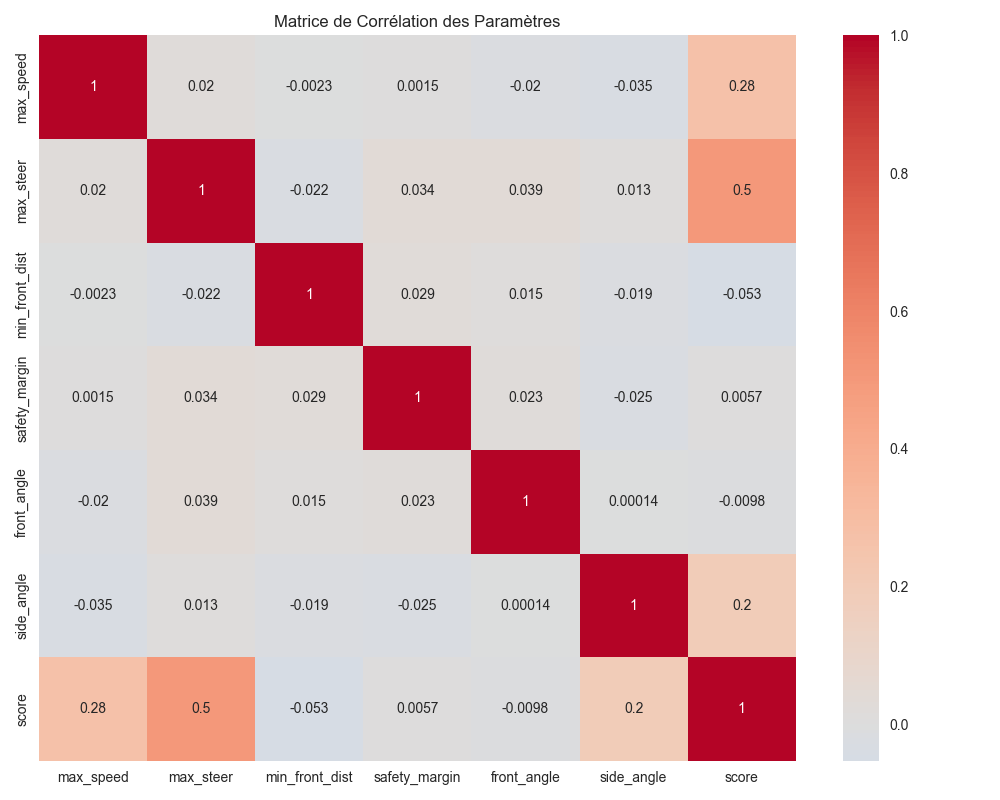 Matrice de Corrélation des Paramètres
max_speed 1 0.02 -0.0023 0.0015 -0.02 -0.035 0.28
max_steer 0.02 1 -0.022 0.034 0.039 0.013 0.5
min_front_dist -0.0023 -0.022 1 0.029 0.015 -0.019 -0.053
safety_margin 0.0015 0.034 0.029 1 0.023 -0.025 0.0057
front_angle -0.02 0.039 0.015 0.023 1 0.00014 -0.0098
side_angle -0.035 0.013 -0.019 -0.025 0.00014 1 0.2
score 0.28 0.5 -0.053 0.0057 -0.0098 0.2 1
max_speed max_steer min_front_dist safety_margin front_angle side_angle score
1.0
0.8
0.6
0.4
0.2
0.0